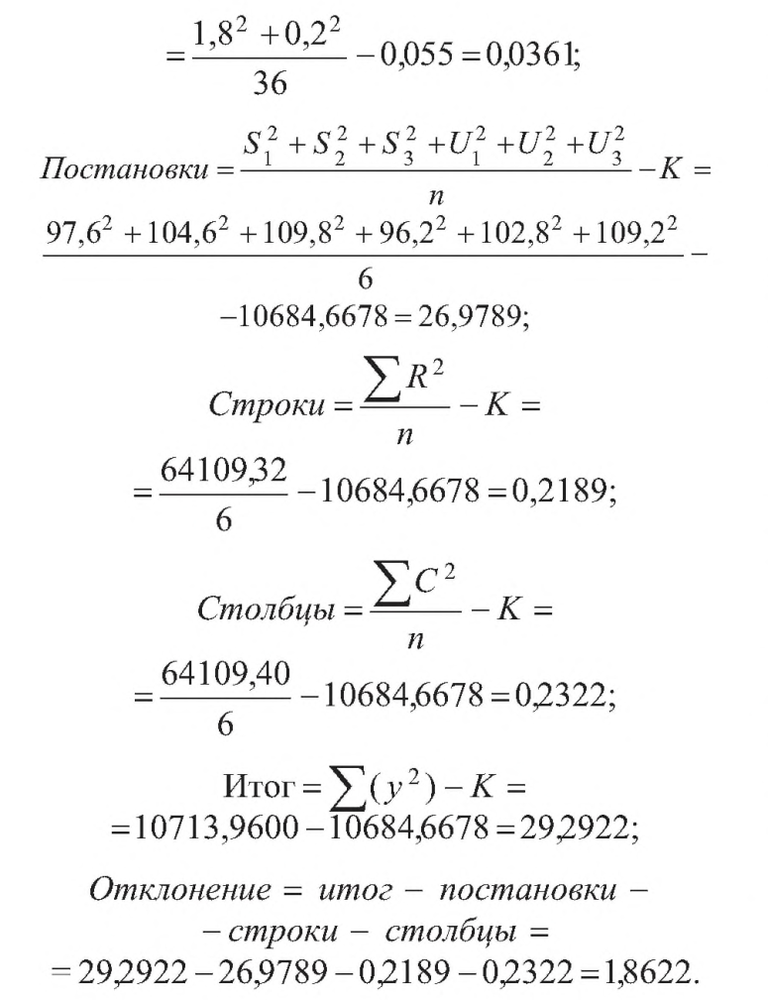 = (1,8² + 0,2²)/36 − 0,055 = 0,0361;
Постановки = (S₁² + S₂² + S₃² + U₁² + U₂² + U₃²)/n − K =
(97,6² + 104,6² + 109,8² + 96,2² + 102,8² + 109,2²)/6 −
−10684,6678 = 26,9789;
Строки = ∑R²/n − K =
= 64109,32/6 − 10684,6678 = 0,2189;
Столбцы = ∑C²/n − K =
= 64109,40/6 − 10684,6678 = 0,2322;
Итог = ∑(y²) − K =
= 10713,9600 − 10684,6678 = 29,2922;
Отклонение = итог − постановки −
− строки − столбцы =
= 29,2922 − 26,9789 − 0,2189 − 0,2322 = 1,8622.